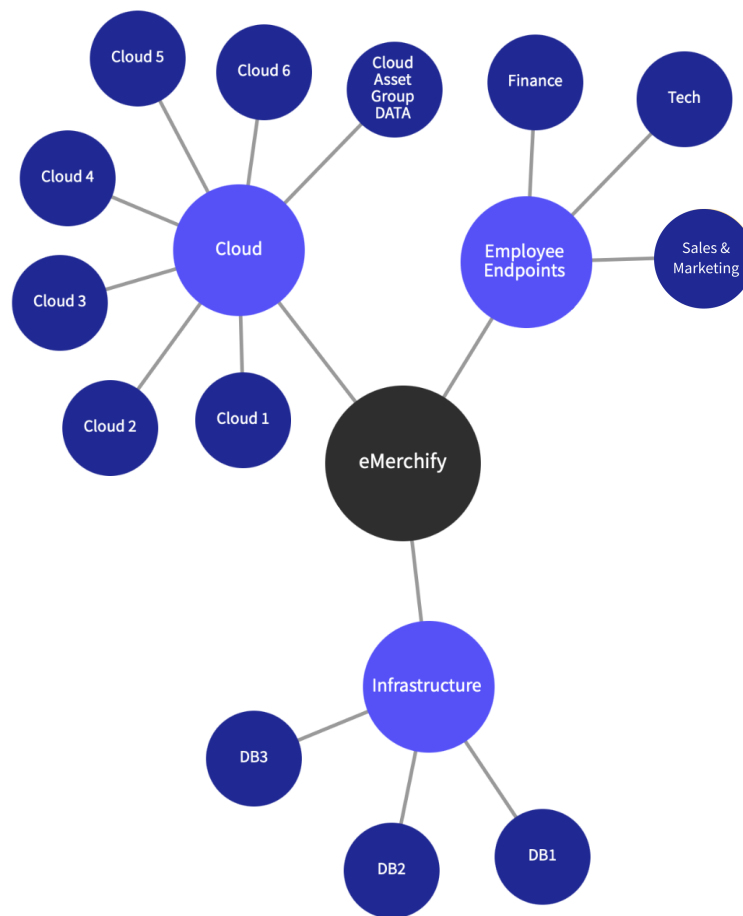 Cloud 5
Cloud 6
Cloud
Asset
Group
DATA
Finance
Tech
Cloud 4
Cloud
Employee
Endpoints
Sales &
Marketing
Cloud 3
Cloud 2
Cloud 1
eMerchify
Infrastructure
DB3
DB2
DB1